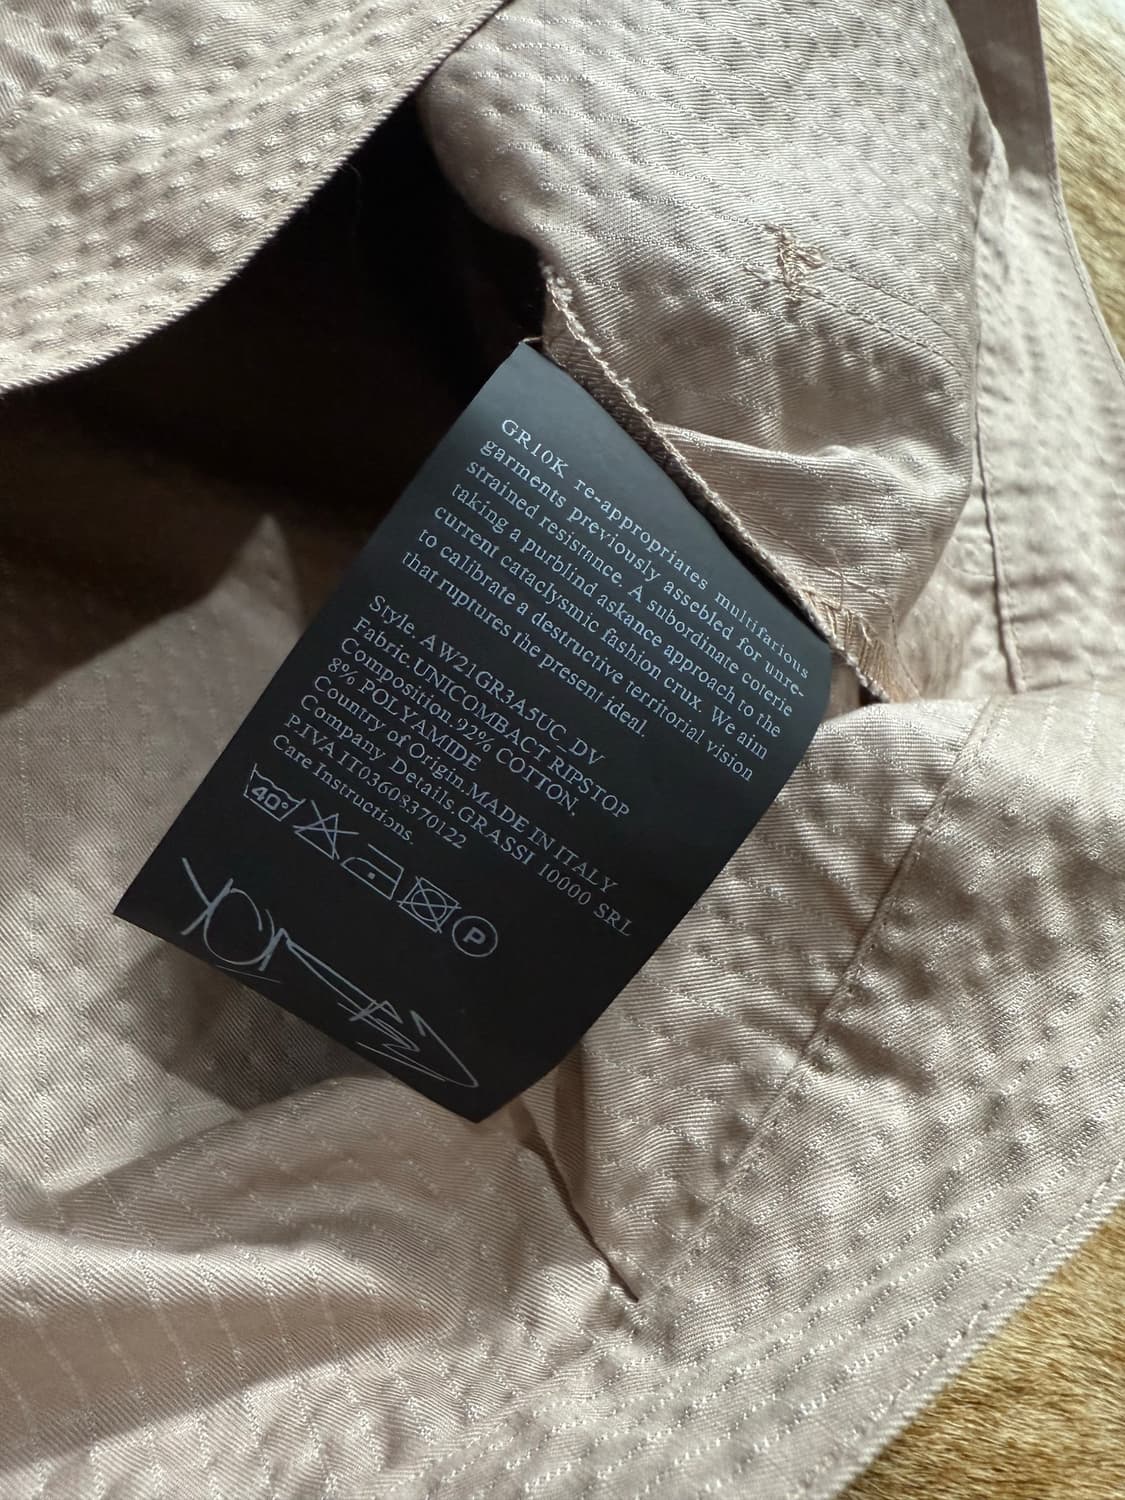 GR10K re-appropriates multifarious
garments previously assebled for unre-
strained resistance. A subordinate coterie
taking a purblind askance approach to the
current cataclysmic fashion crux. We aim
to calibrate a destructive territorial vision
that ruptures the present ideal.
Style. AW21GR3A5UC_DV
Fabric.UNICOMBACT RIPSTOP
Composition.92% COTTON,
8% POLYAMIDE
Country of Origin.MADE IN ITALY
Company. Details.GRASSI 10000 SRL
P.IVA IT03608370122
Care Instructions.
40°
P